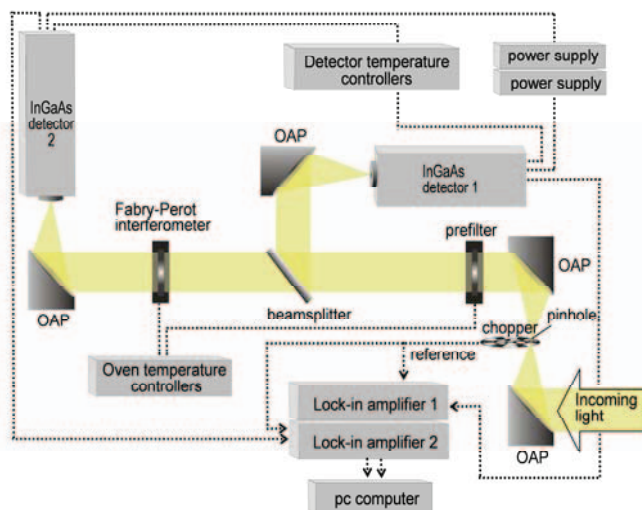 InGaAs
detector
2
Detector temperature
controllers
power supply
power supply
OAP
InGaAs
detector 1
Fabry-Perot
interferometer
prefilter
OAP
OAP
beamsplitter
chopper
pinhole
reference
Oven temperature
controllers
Lock-in amplifier 1
Incoming
light
Lock-in amplifier 2
OAP
pc computer